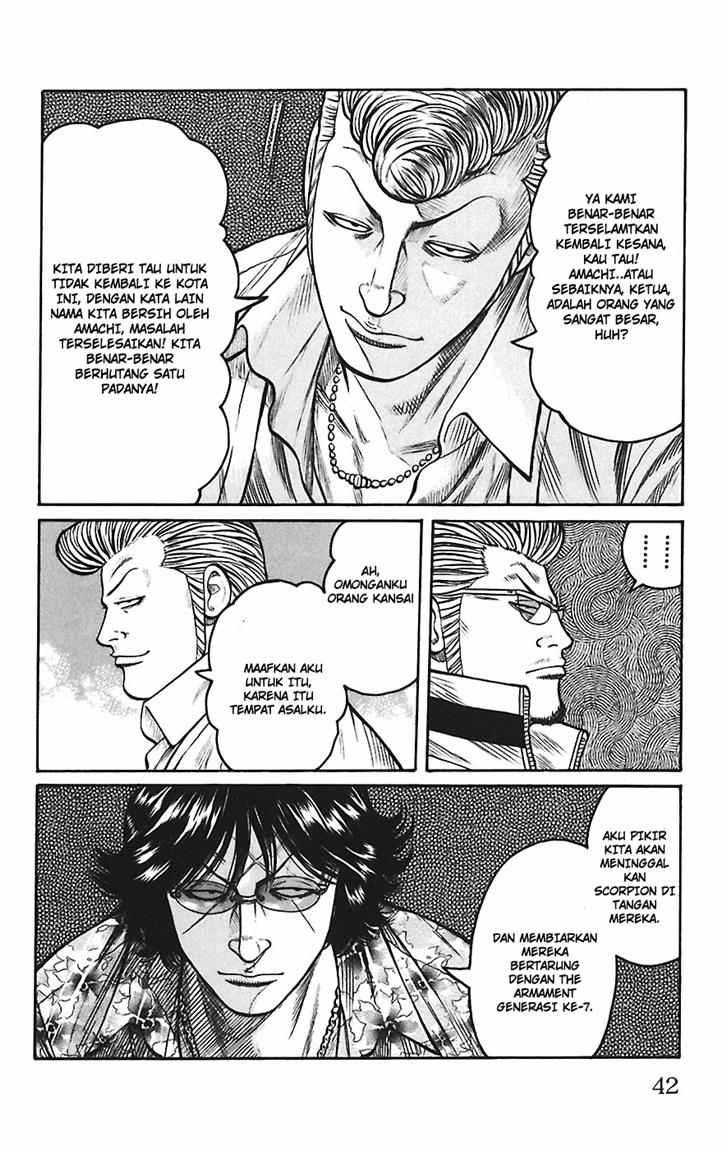 YA KAMI
BENAR-BENAR
TERSELAMTKAN
KEMBALI KESANA,
KAU TAU!
AMACHI..ATAU
SEBAIKNYA, KETUA,
ADALAH ORANG YANG
SANGAT BESAR,
HUH?
KITA DIBERI TAU UNTUK
TIDAK KEMBALI KE KOTA
INI, DENGAN KATA LAIN
NAMA KITA BERSIH OLEH
AMACHI, MASALAH
TERSELESAIKAN! KITA
BENAR-BENAR
BERHUTANG SATU
PADANYA!
AH,
OMONGANKU
ORANG KANSAI
MAAFKAN AKU
UNTUK ITU,
KARENA ITU
TEMPAT ASALKU.
AKU PIKIR
KITA AKAN
MENINGGAL
KAN
SCORPION DI
TANGAN
MEREKA.
DAN MEMBIARKAN
MEREKA
BERTARUNG
DENGAN THE
ARMAMENT
GENERASI KE-7.
42